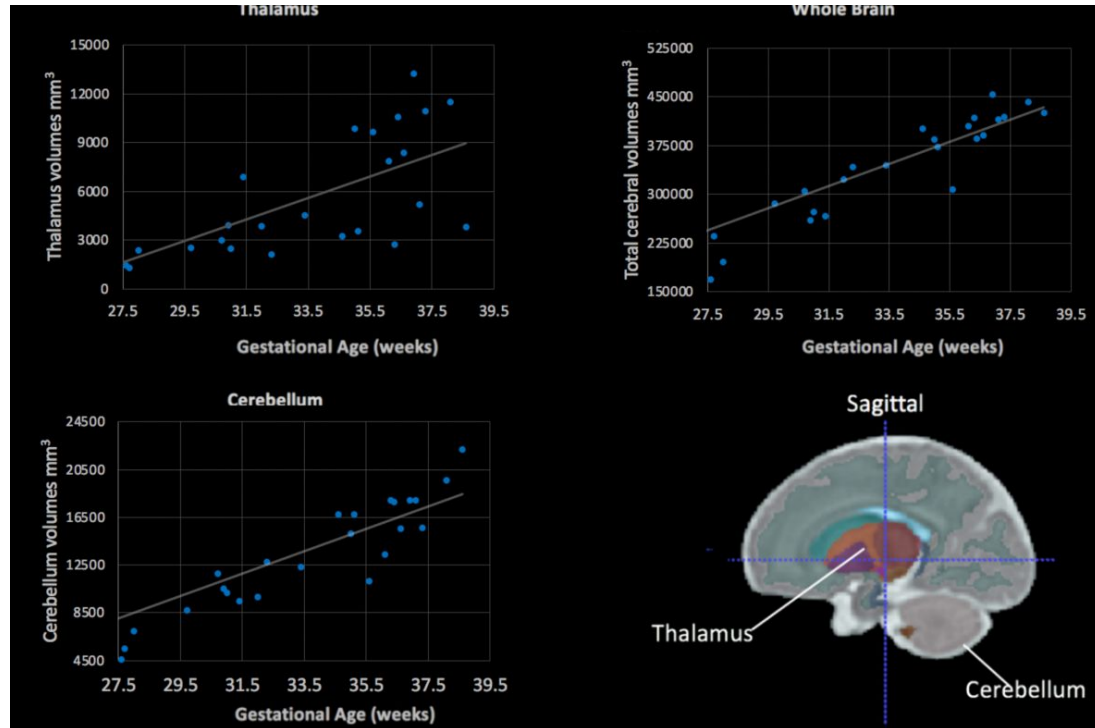 Thalamus
Thalamus volumes mm³
15000
12000
9000
6000
3000
0
27.5 29.5 31.5 33.5 35.5 37.5 39.5
Gestational Age (weeks)
Whole Brain
Total cerebral volumes mm³
525000
450000
375000
300000
225000
150000
27.5 29.5 31.5 33.5 35.5 37.5 39.5
Gestational Age (weeks)
Cerebellum
Cerebellum volumes mm³
24500
20500
16500
12500
8500
4500
27.5 29.5 31.5 33.5 35.5 37.5 39.5
Gestational Age (weeks)
Sagittal
Thalamus
Cerebellum